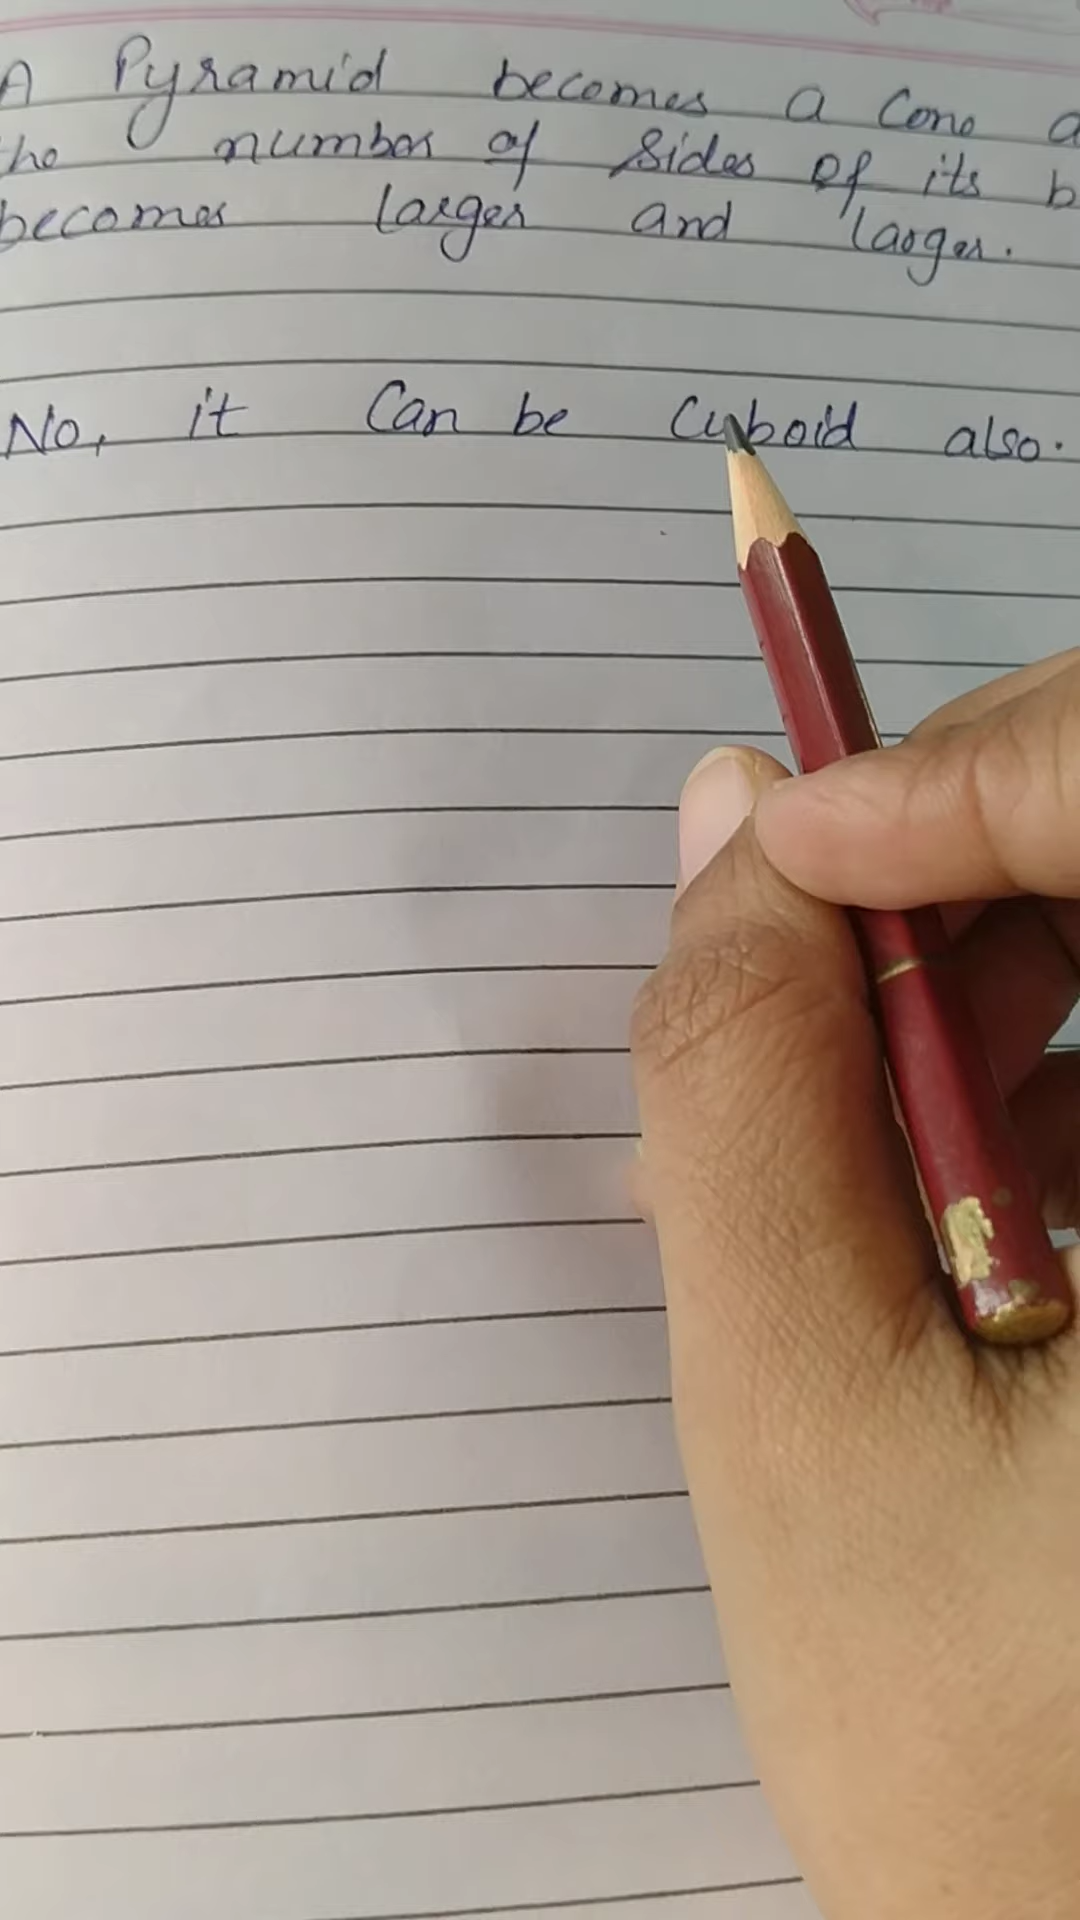 A Pyramid becomes a Cone a
the number of sides of its b
becomes larger and larger.
No, it Can be Cuboid also.